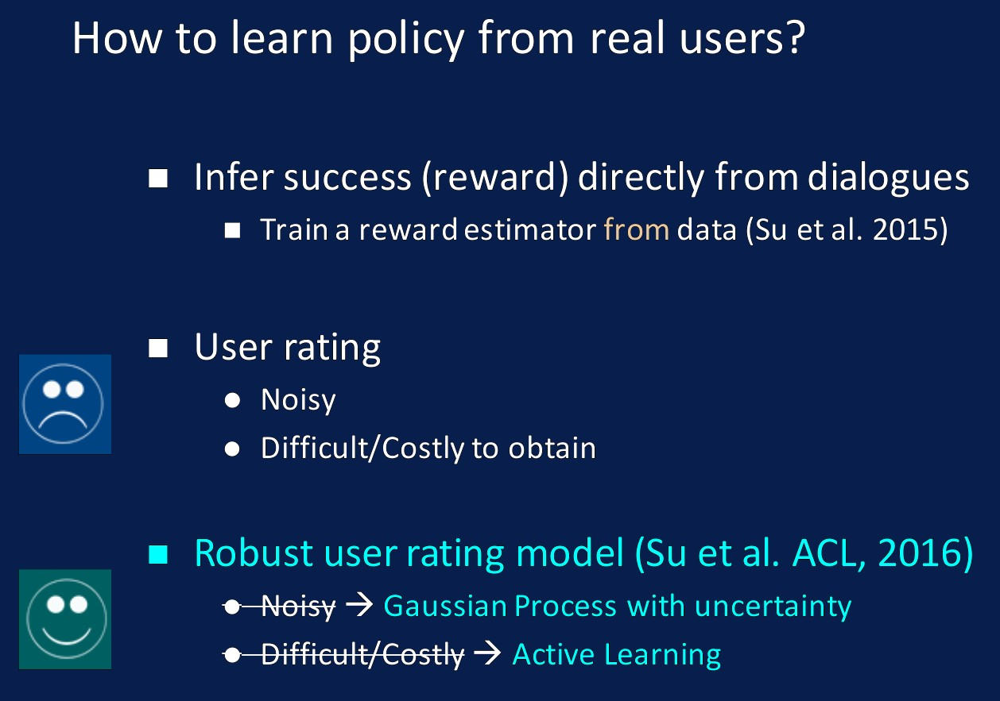 How to learn policy from real users?
Infer success (reward) directly from dialogues
Train a reward estimator from data (Su et al. 2015)
User rating
Noisy
Difficult/Costly to obtain
Robust user rating model (Su et al. ACL, 2016)
Noisy → Gaussian Process with uncertainty
Difficult/Costly → Active Learning